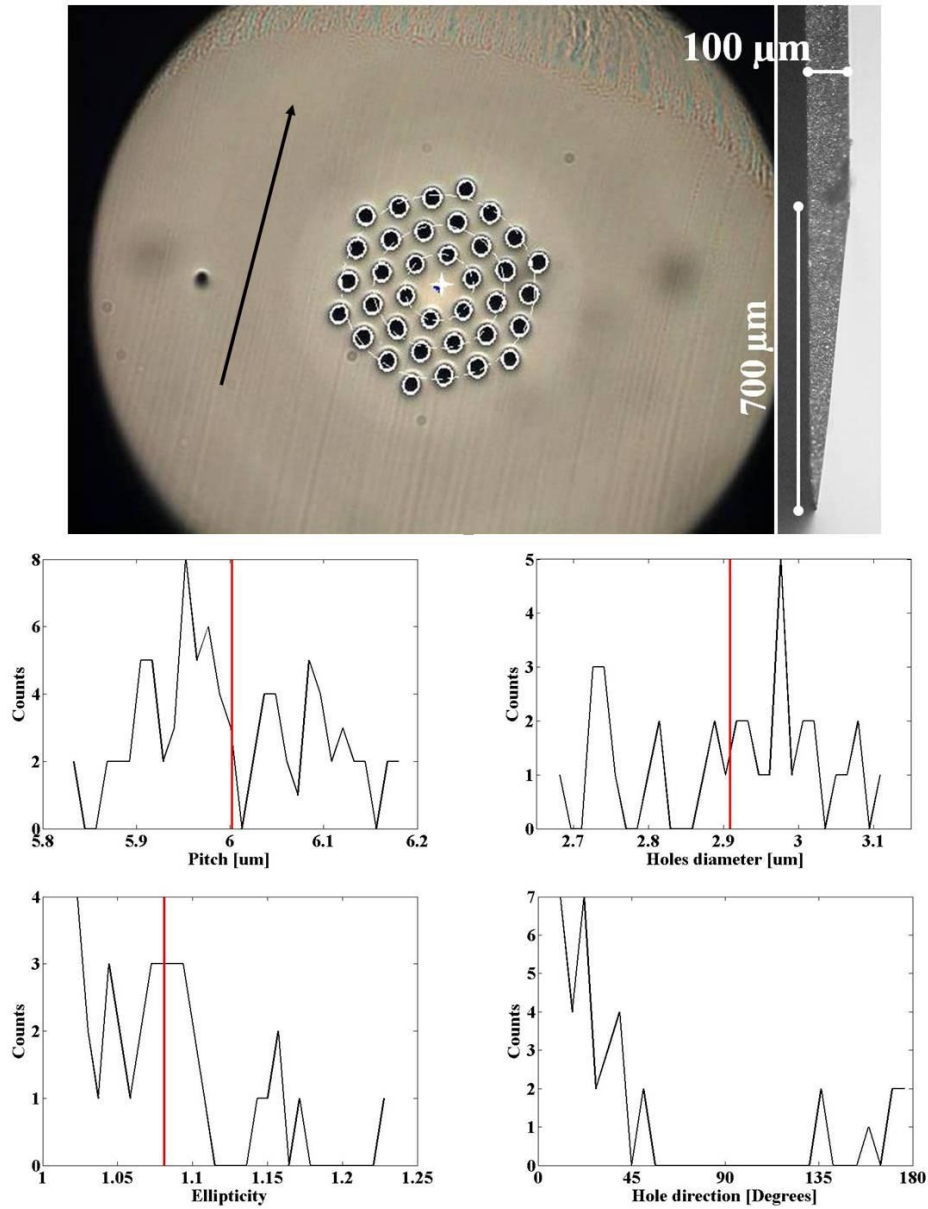 100 μm
700 μm
8
6
4
2
0
Counts
5.8 5.9 6 6.1 6.2
Pitch [um]
5
4
3
2
1
0
Counts
2.7 2.8 2.9 3 3.1
Holes diameter [um]
4
3
2
1
0
Counts
1 1.05 1.1 1.15 1.2 1.25
Ellipticity
7
6
5
4
3
2
1
0
Counts
0 45 90 135 180
Hole direction [Degrees]